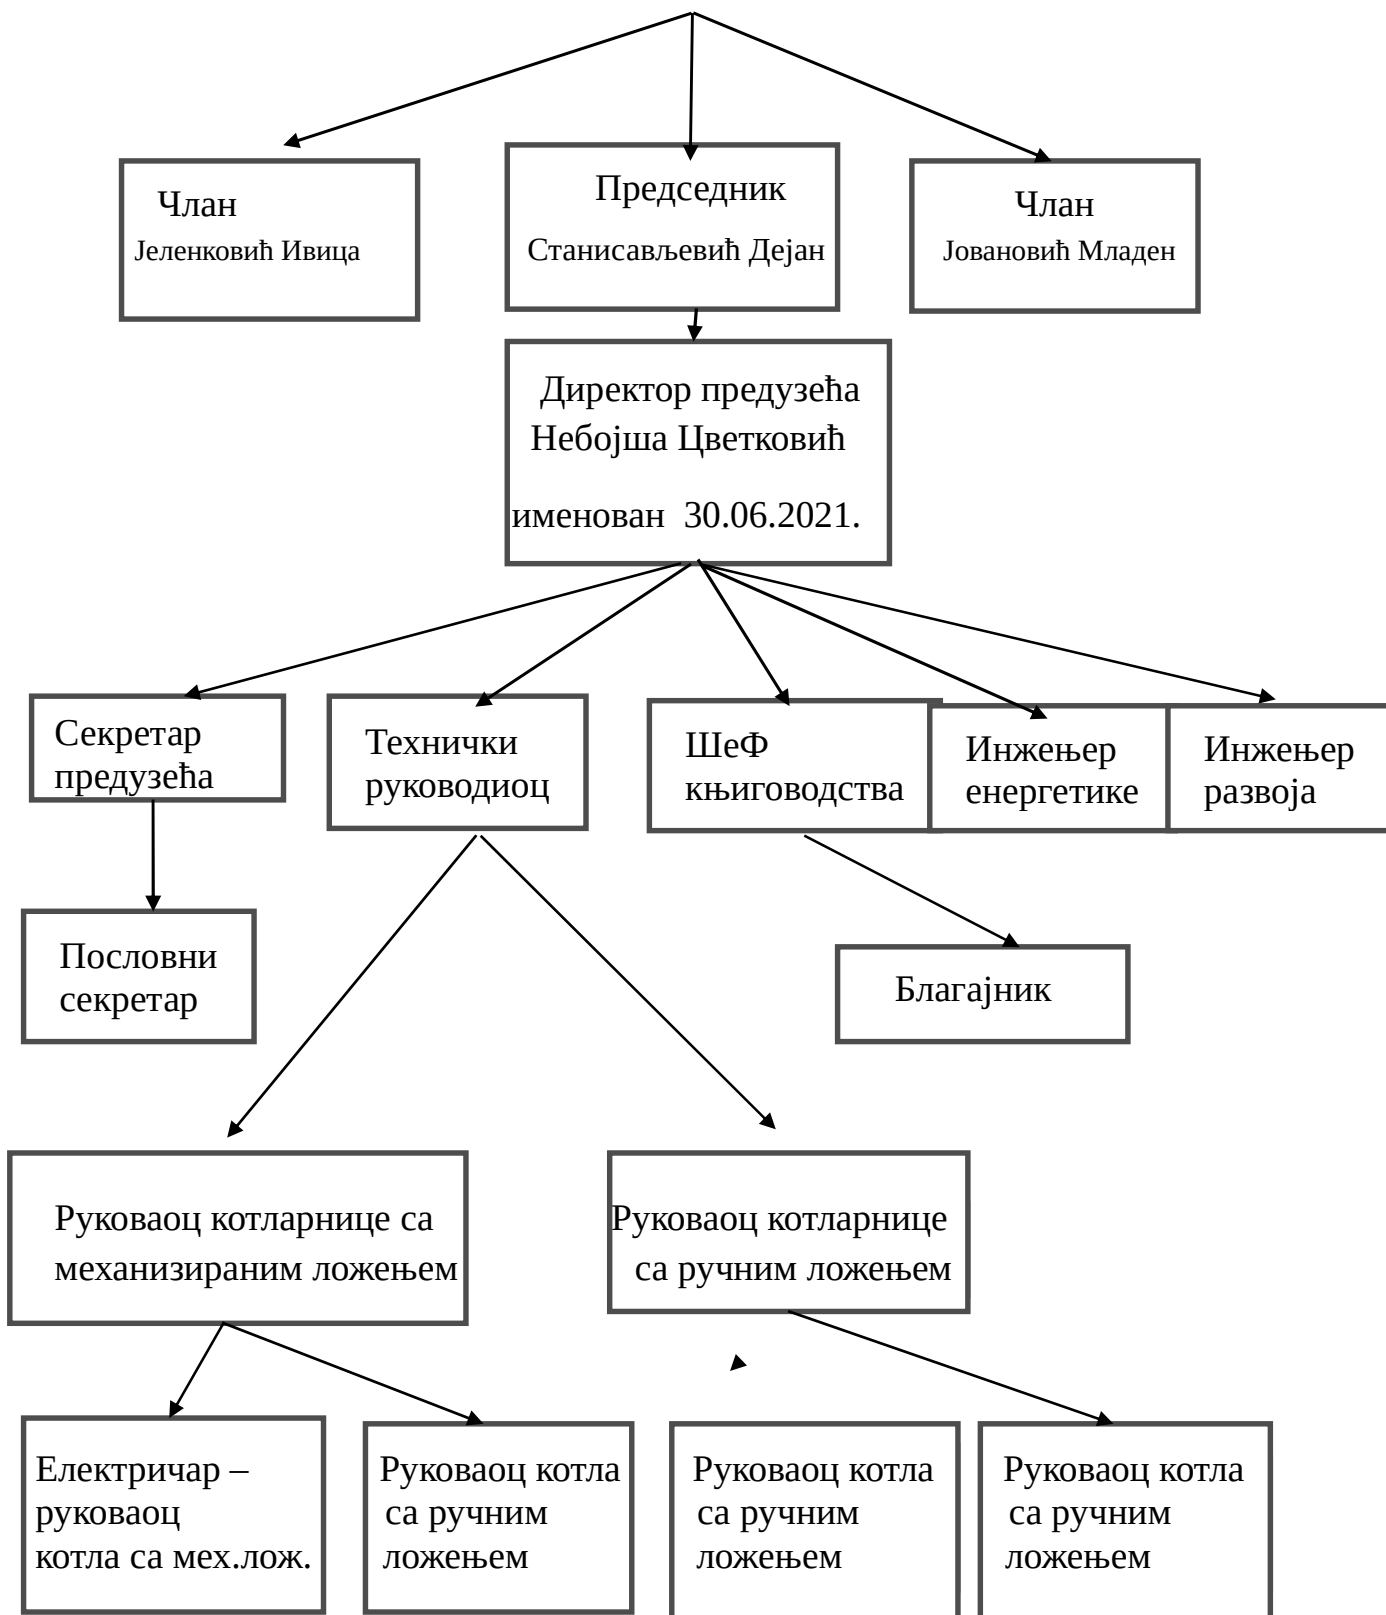 Члан
Јеленковић Ивица
Председник
Станисављевић Дејан
Члан
Јовановић Младен
Директор предузећа
Небојша Цветковић
именован 30.06.2021.
Секретар
предузећа
Технички
руководиоц
ШеФ
књиговодства
Инжењер
енергетике
Инжењер
развоја
Пословни
секретар
Благајник
Руковаоц котларнице са
механизираним ложењем
Руковаоц котларнице
са ручним ложењем
Електричар –
руковаоц
котла са мех.лож.
Руковаоц котла
са ручним
ложењем
Руковаоц котла
са ручним
ложењем
Руковаоц котла
са ручним
ложењем